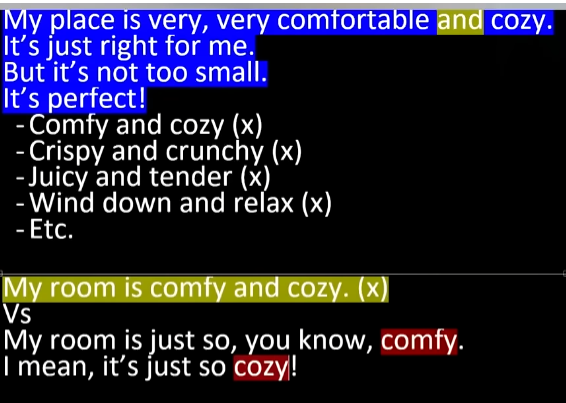 My place is very, very comfortable and cozy.
It's just right for me.
But it's not too small.
It's perfect!
- Comfy and cozy (x)
- Crispy and crunchy (x)
- Juicy and tender (x)
- Wind down and relax (x)
- Etc.
My room is comfy and cozy. (x)
Vs
My room is just so, you know, comfy.
I mean, it's just so cozy!